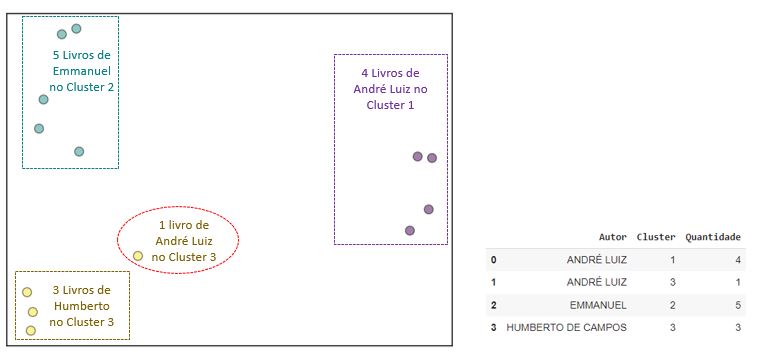 5 Livros de
Emmanuel
no Cluster 2
4 Livros de
André Luiz no
Cluster 1
1 livro de
André Luiz
no Cluster 3
3 Livros de
Humberto
no Cluster 3
Autor Cluster Quantidade
0 ANDRÉ LUIZ 1 4
1 ANDRÉ LUIZ 3 1
2 EMMANUEL 2 5
3 HUMBERTO DE CAMPOS 3 3